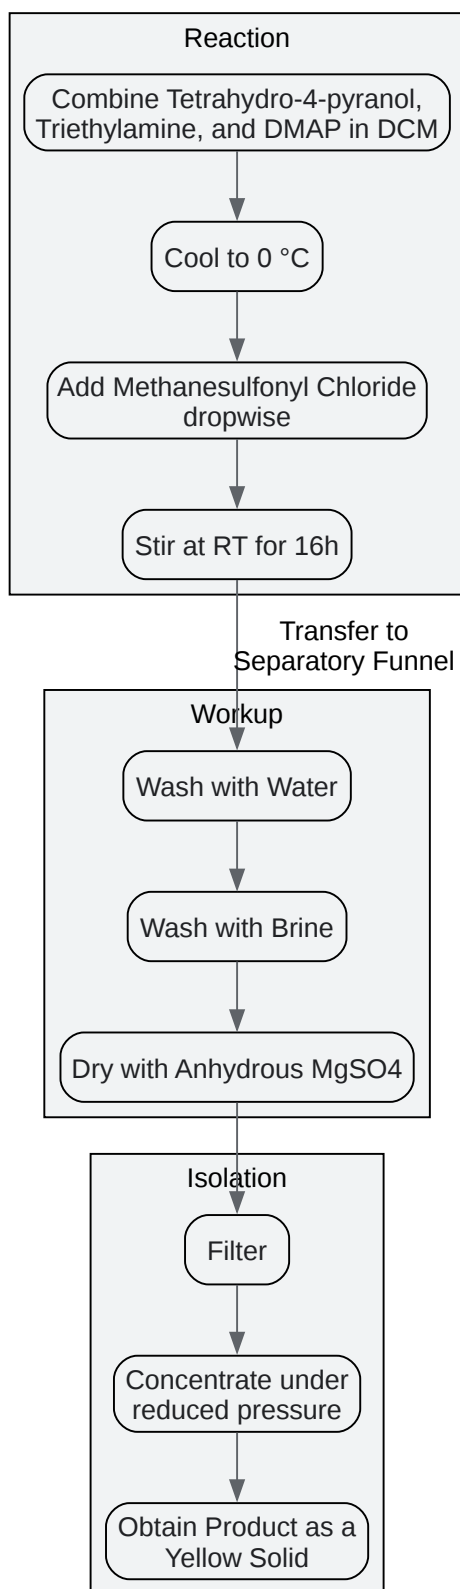 Reaction
Combine Tetrahydro-4-pyranol,
Triethylamine, and DMAP in DCM
Cool to 0 °C
Add Methanesulfonyl Chloride
dropwise
Stir at RT for 16h
Transfer to
Separatory Funnel
Workup
Wash with Water
Wash with Brine
Dry with Anhydrous MgSO4
Isolation
Filter
Concentrate under
reduced pressure
Obtain Product as a
Yellow Solid